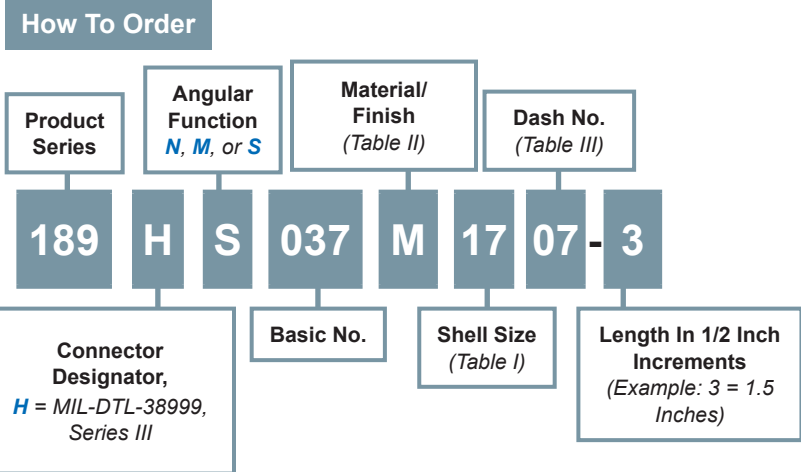 How To Order
Product
Series
Angular
Function
N, M, or S
Material/
Finish
(Table II)
Dash No.
(Table III)
189 H S 037 M 17 07 - 3
Connector
Designator,
H = MIL-DTL-38999,
Series III
Basic No.
Shell Size
(Table I)
Length In 1/2 Inch
Increments
(Example: 3 = 1.5
Inches)